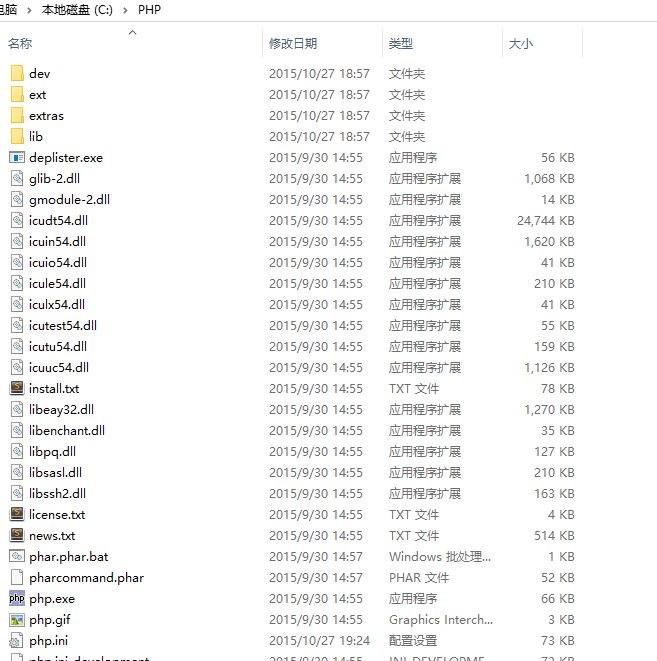 电脑 › 本地磁盘 (C:) › PHP
名称 修改日期 类型 大小
dev 2015/10/27 18:57 文件夹
ext 2015/10/27 18:57 文件夹
extras 2015/10/27 18:57 文件夹
lib 2015/10/27 18:57 文件夹
deplister.exe 2015/9/30 14:55 应用程序 56 KB
glib-2.dll 2015/9/30 14:55 应用程序扩展 1,068 KB
gmodule-2.dll 2015/9/30 14:55 应用程序扩展 14 KB
icudt54.dll 2015/9/30 14:55 应用程序扩展 24,744 KB
icuin54.dll 2015/9/30 14:55 应用程序扩展 1,620 KB
icuio54.dll 2015/9/30 14:55 应用程序扩展 41 KB
icule54.dll 2015/9/30 14:55 应用程序扩展 210 KB
iculx54.dll 2015/9/30 14:55 应用程序扩展 41 KB
icutest54.dll 2015/9/30 14:55 应用程序扩展 55 KB
icutu54.dll 2015/9/30 14:55 应用程序扩展 159 KB
icuuc54.dll 2015/9/30 14:55 应用程序扩展 1,126 KB
install.txt 2015/9/30 14:55 TXT 文件 78 KB
libeay32.dll 2015/9/30 14:55 应用程序扩展 1,270 KB
libenchant.dll 2015/9/30 14:55 应用程序扩展 35 KB
libpq.dll 2015/9/30 14:55 应用程序扩展 127 KB
libsasl.dll 2015/9/30 14:55 应用程序扩展 210 KB
libssh2.dll 2015/9/30 14:55 应用程序扩展 163 KB
license.txt 2015/9/30 14:55 TXT 文件 4 KB
news.txt 2015/9/30 14:55 TXT 文件 514 KB
phar.phar.bat 2015/9/30 14:57 Windows 批处理... 1 KB
pharcommand.phar 2015/9/30 14:57 PHAR 文件 52 KB
php php.exe 2015/9/30 14:55 应用程序 66 KB
php.gif 2015/9/30 14:55 Graphics Interch... 3 KB
php.ini 2015/10/27 19:24 配置设置 73 KB
php.ini-development 2015/9/30 14:55 INI-DEVELOPME... 73 KB